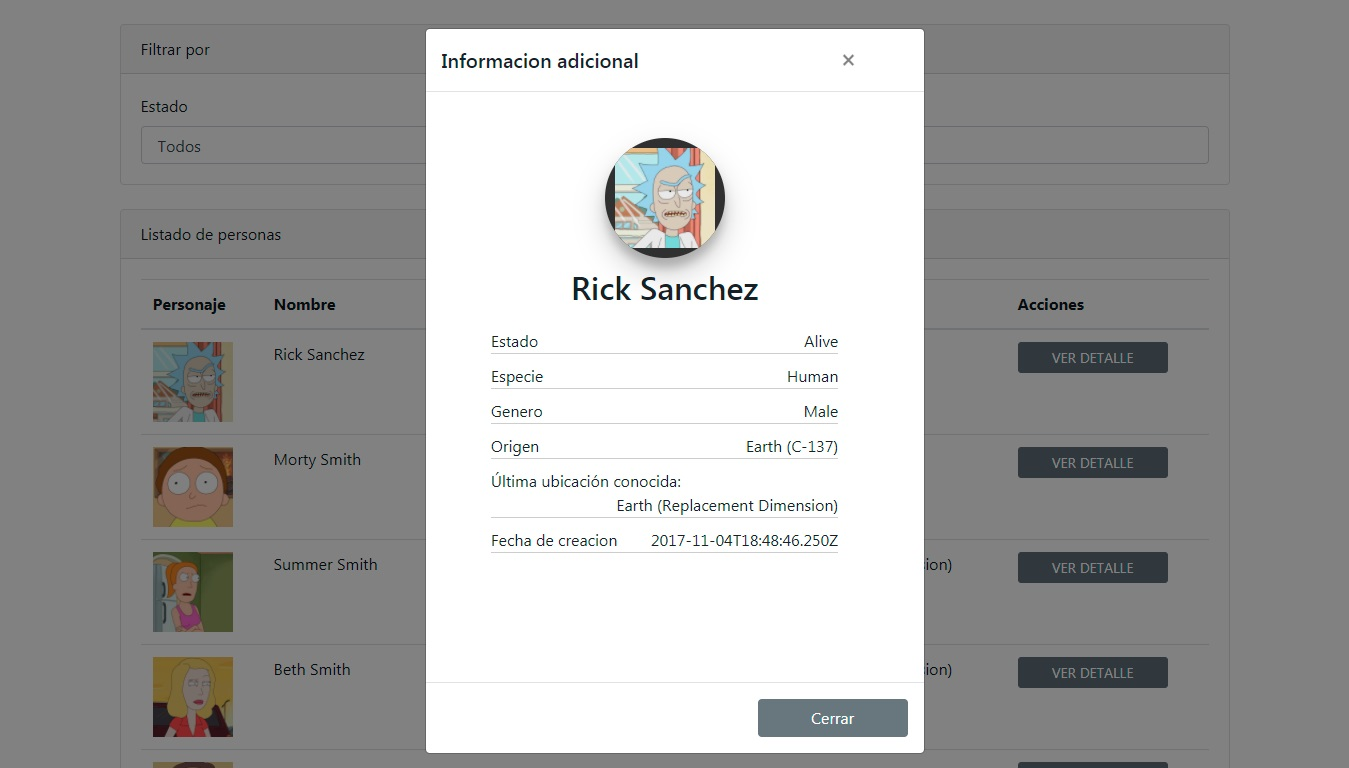 Filtrar por
Estado
Todos
Listado de personas
Personaje Nombre Acciones
Rick Sanchez VER DETALLE
Morty Smith VER DETALLE
Summer Smith ion) VER DETALLE
Beth Smith ion) VER DETALLE
Informacion adicional ×
Rick Sanchez
Estado Alive
Especie Human
Genero Male
Origen Earth (C-137)
Última ubicación conocida:
Earth (Replacement Dimension)
Fecha de creacion 2017-11-04T18:48:46.250Z
Cerrar